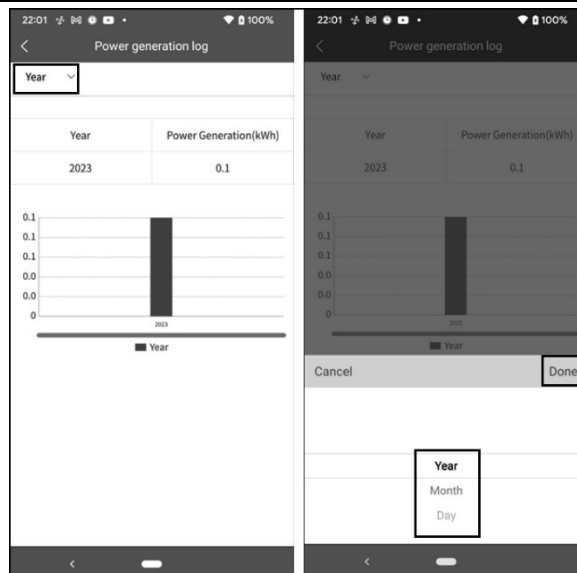 22:01 100%
Power generation log
Year
Year Power Generation(kWh)
2023 0.1
0.1
0.1
0.1
0.0
0.0
0
2023
Year
22:01 100%
Power generation log
Year
Year Power Generation(kWh)
2023 0.1
0.1
0.1
0.1
0.0
0.0
0
2023
Year
Cancel Done
Year
Month
Day